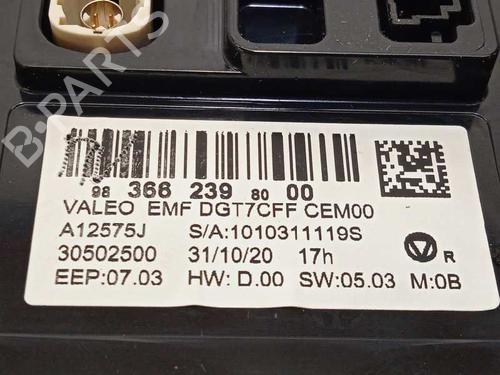 B-PARTS
98 366 239 80 00
VALEO EMF DGT7CFF CEM00
A12575J S/A:1010311119S
30502500 31/10/20 17h
EEP:07.03 HW: D.00 SW:05.03 M:0B
R